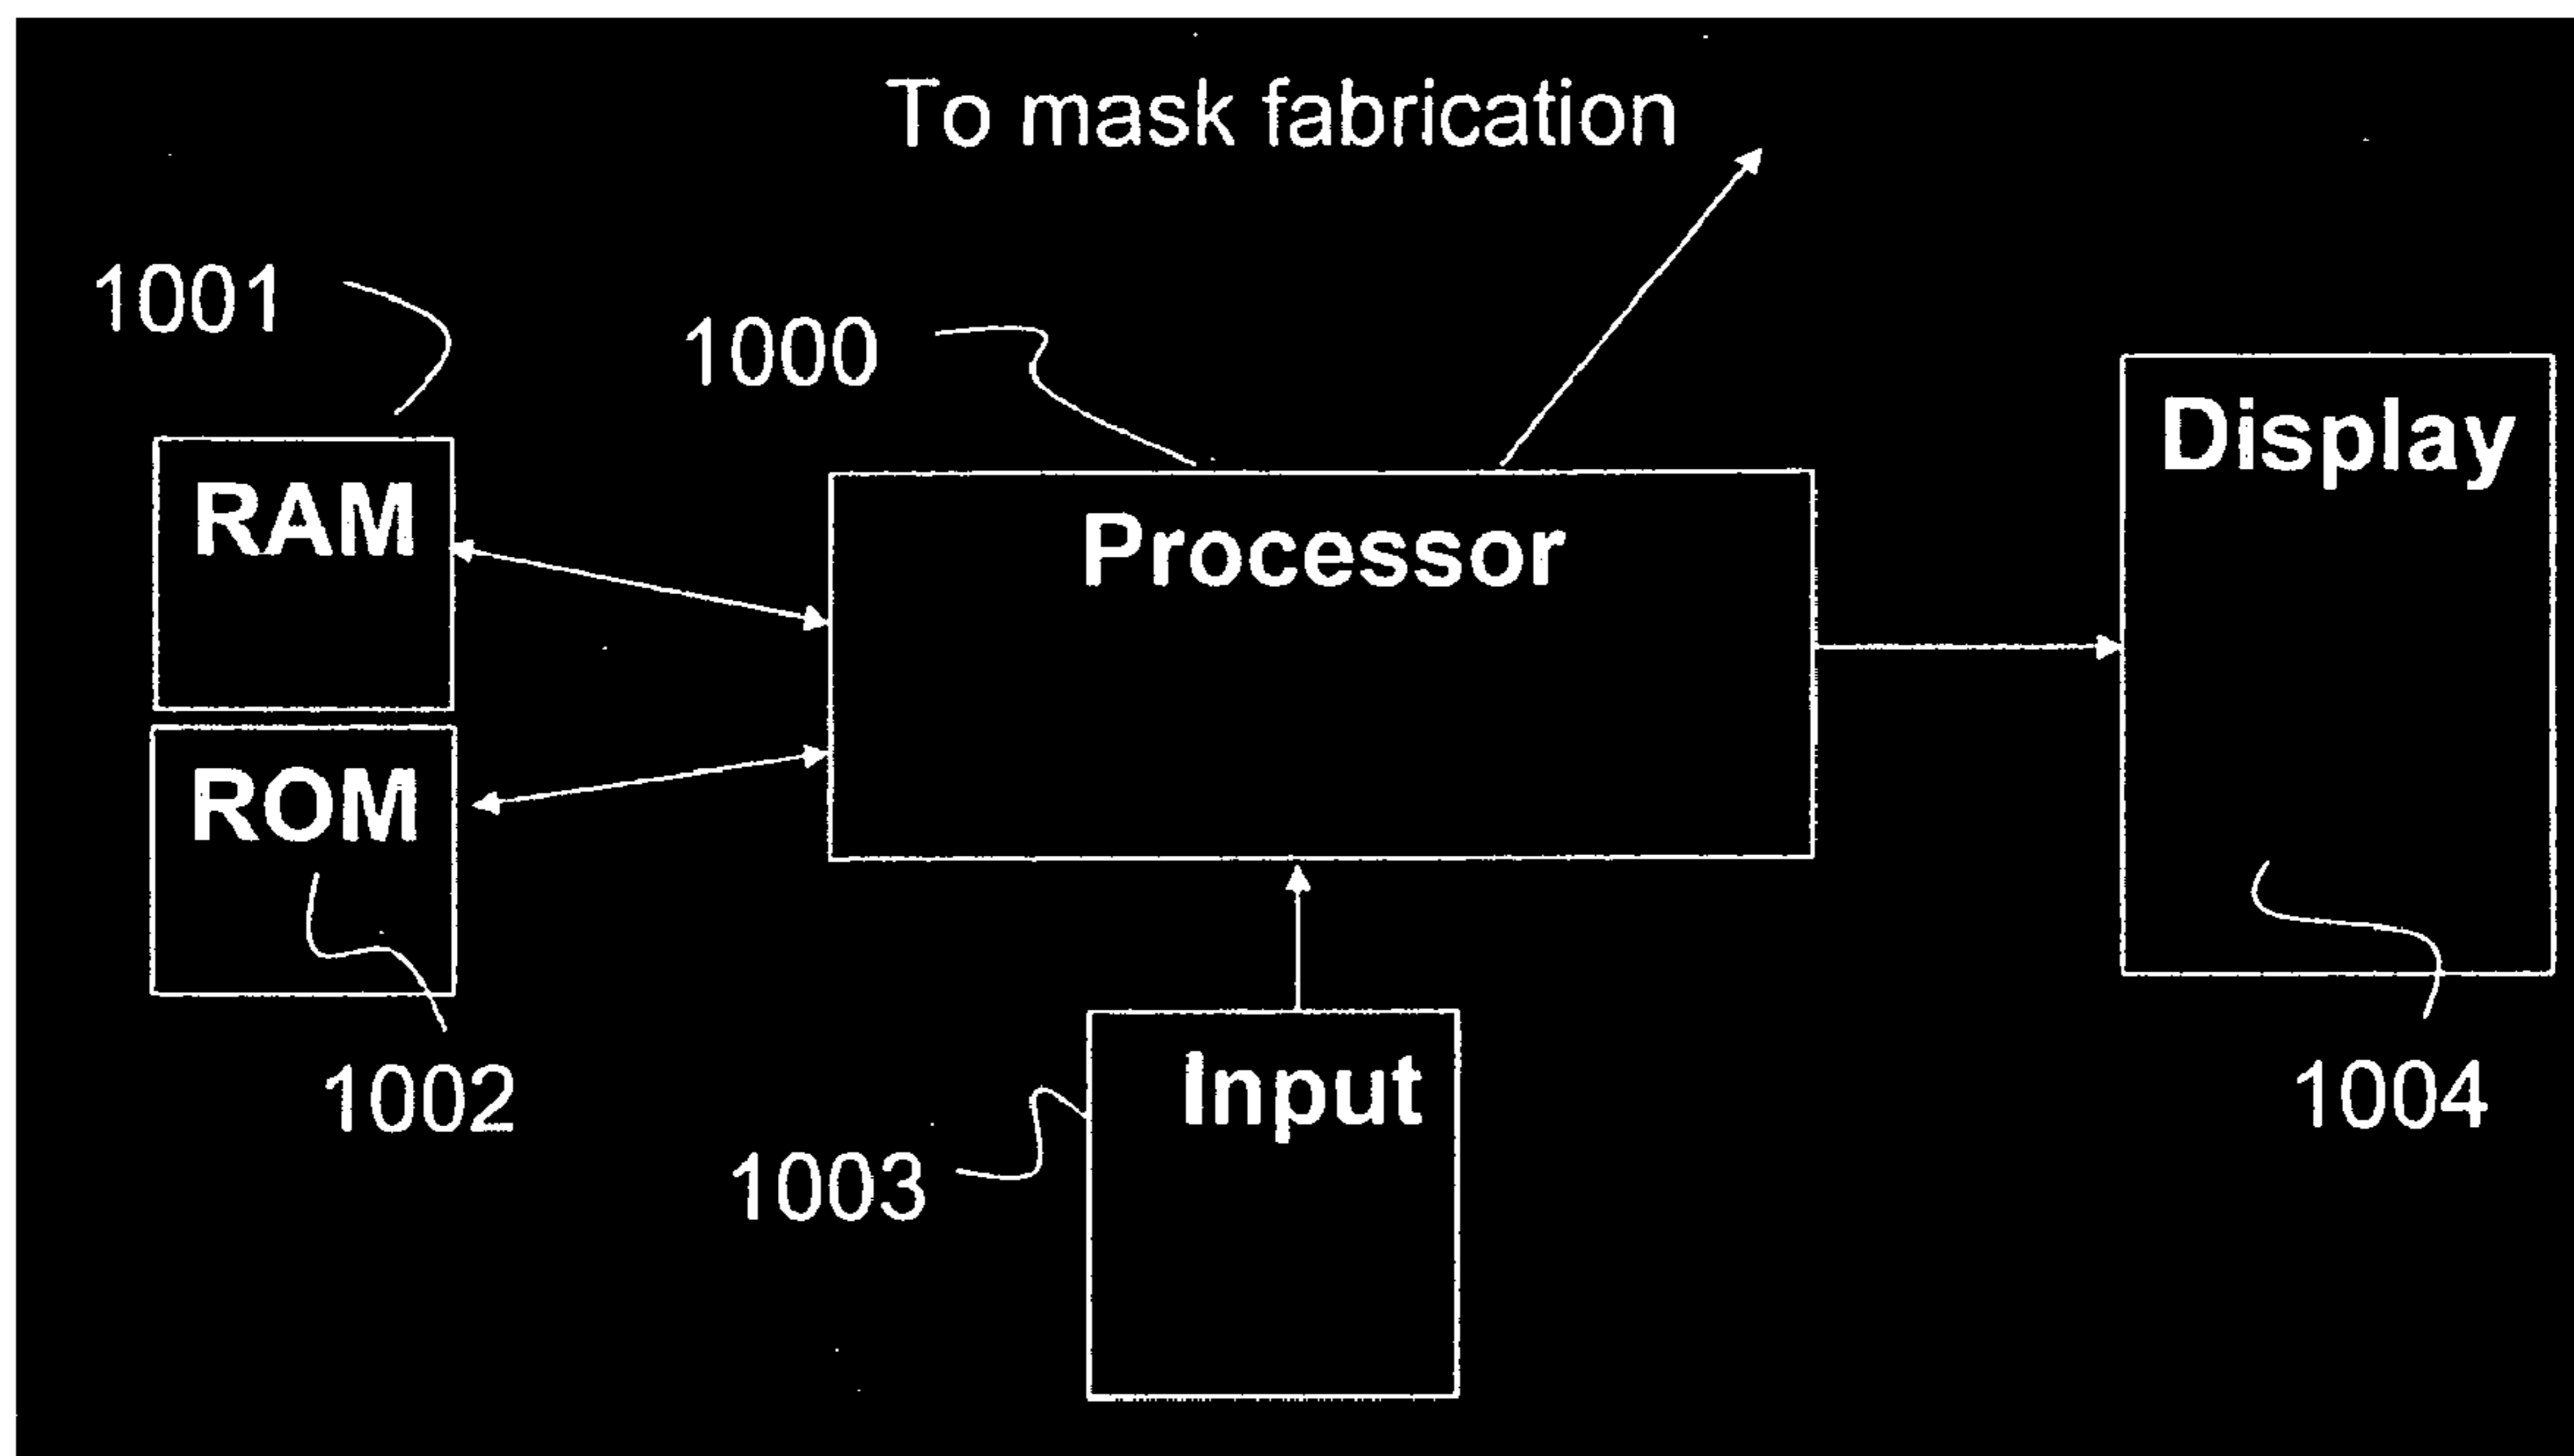 To mask fabrication
1001
1000
RAM
Processor
Display
ROM
1002
Input
1003
1004